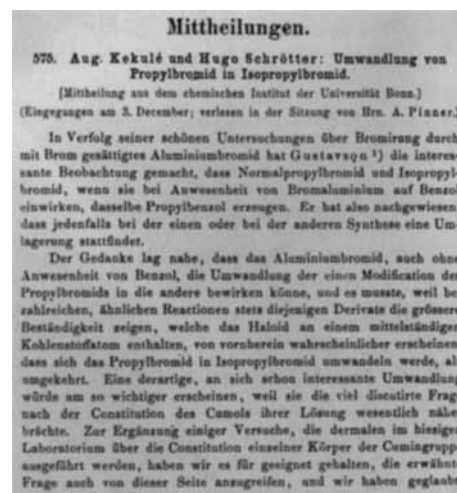 Mittheilungen.
575. Aug. Kekulé und Hugo Schrötter: Umwandlung von
Propylbromid in Isopropylbromid.
[Mittheilung aus dem chemischen Institut der Universität Bonn.]
(Eingegangen am 3. December; verlesen in der Sitzung von Hrn. A. Pinner.)
In Verfolg seiner schönen Untersuchungen über Bromirung durch
mit Brom gesättigtes Aluminiumbromid hat Gustavson ¹) die interes-
sante Beobachtung gemacht, dass Normalpropylbromid und Isopropyl-
bromid, wenn sie bei Anwesenheit von Bromaluminium auf Benzol
einwirken, dasselbe Propylbenzol erzeugen. Er hat also nachgewiesen,
dass jedenfalls bei der einen oder bei der anderen Synthese eine Um-
lagerung stattfindet.
Der Gedanke lag nahe, dass das Aluminiumbromid, auch ohne
Anwesenheit von Benzol, die Umwandlung der einen Modification des
Propylbromids in die andere bewirken könne, und es musste, weil bei
zahlreichen, ähnlichen Reactionen stets diejenigen Derivate die grössere
Beständigkeit zeigen, welche das Haloid an einem mittelständigen
Kohlenstoffatom enthalten, von vornherein wahrscheinlicher erscheinen,
dass sich das Propylbromid in Isopropylbromid umwandeln werde, al
umgekehrt. Eine derartige, an sich schon interessante Umwandlung
würde um so wichtiger erscheinen, weil sie die viel discutirte Frage
nach der Constitution des Cumols ihrer Lösung wesentlich näher
brächte. Zur Ergänzung einiger Versuche, die dermalen im hiesigen
Laboratorium über die Constitution einzelner Körper der Cumingruppe
ausgeführt werden, haben wir es für geeignet gehalten, die erwähnte
Frage auch von dieser Seite anzugreifen, und wir haben geglaubt